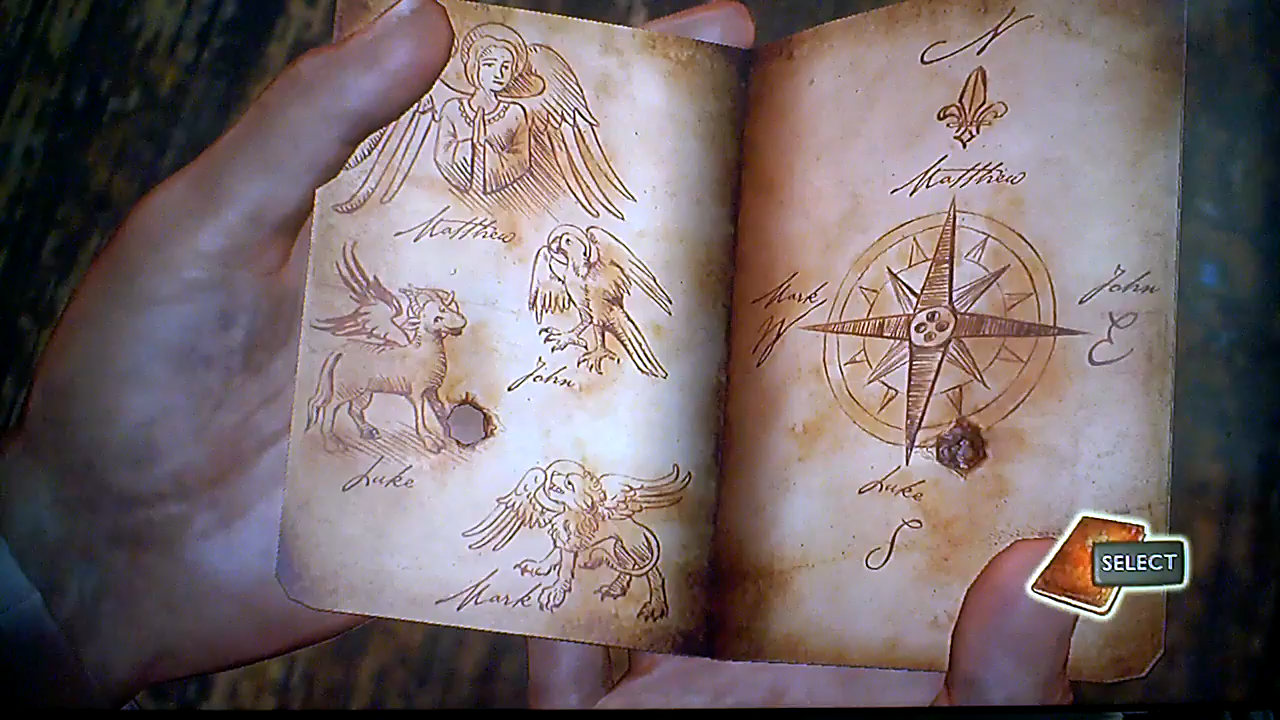 Matthew
John
Luke
Mark
N
Matthew
Mark
W
John
E
Luke
S
SELECT